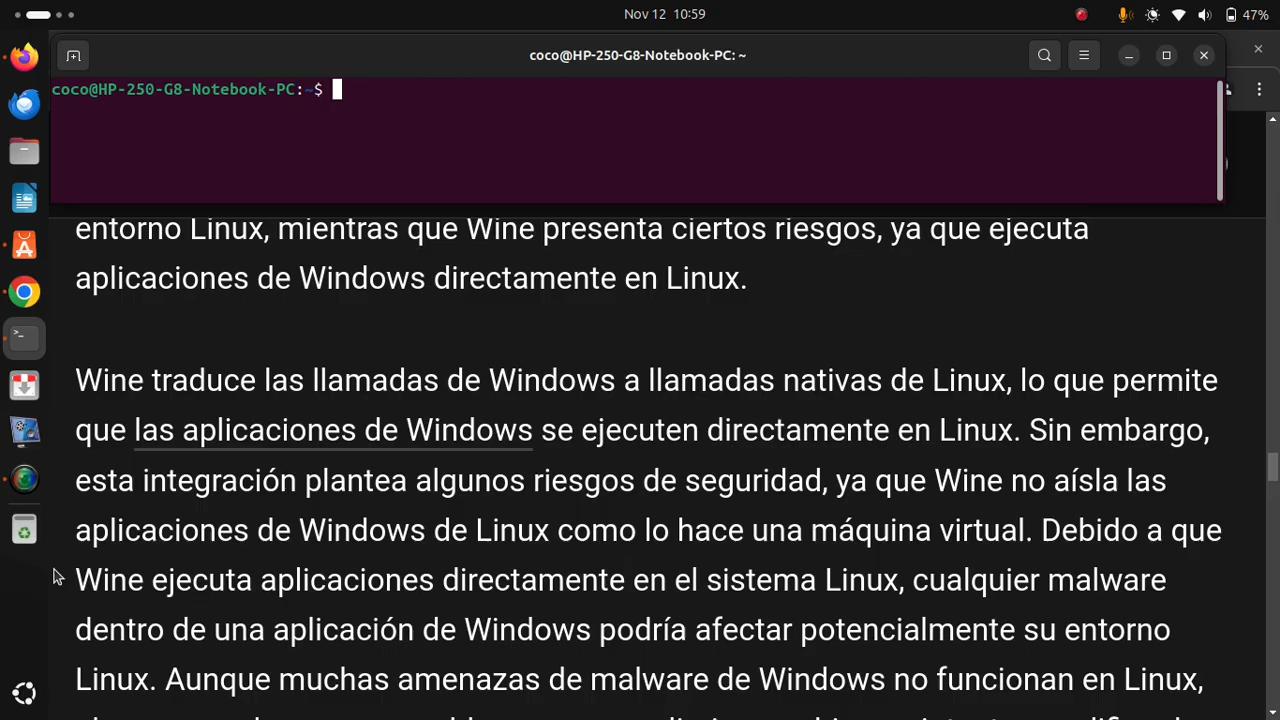 Nov 12 10:59
47%
coco@HP-250-G8-Notebook-PC: ~
coco@HP-250-G8-Notebook-PC:~$
entorno Linux, mientras que Wine presenta ciertos riesgos, ya que ejecuta
aplicaciones de Windows directamente en Linux.
Wine traduce las llamadas de Windows a llamadas nativas de Linux, lo que permite
que las aplicaciones de Windows se ejecuten directamente en Linux. Sin embargo,
esta integración plantea algunos riesgos de seguridad, ya que Wine no aísla las
aplicaciones de Windows de Linux como lo hace una máquina virtual. Debido a que
Wine ejecuta aplicaciones directamente en el sistema Linux, cualquier malware
dentro de una aplicación de Windows podría afectar potencialmente su entorno
Linux. Aunque muchas amenazas de malware de Windows no funcionan en Linux,